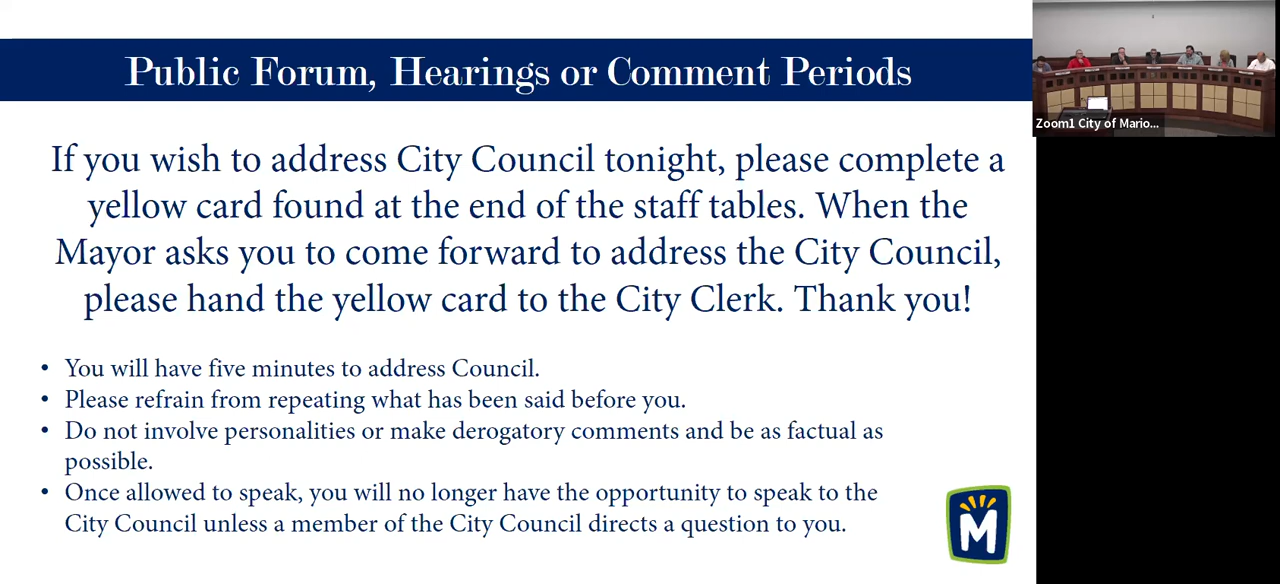 Public Forum, Hearings or Comment Periods
If you wish to address City Council tonight, please complete a
yellow card found at the end of the staff tables. When the
Mayor asks you to come forward to address the City Council,
please hand the yellow card to the City Clerk. Thank you!
• You will have five minutes to address Council.
• Please refrain from repeating what has been said before you.
• Do not involve personalities or make derogatory comments and be as factual as
possible.
• Once allowed to speak, you will no longer have the opportunity to speak to the
City Council unless a member of the City Council directs a question to you.
M
Zoom1 City of Mario...